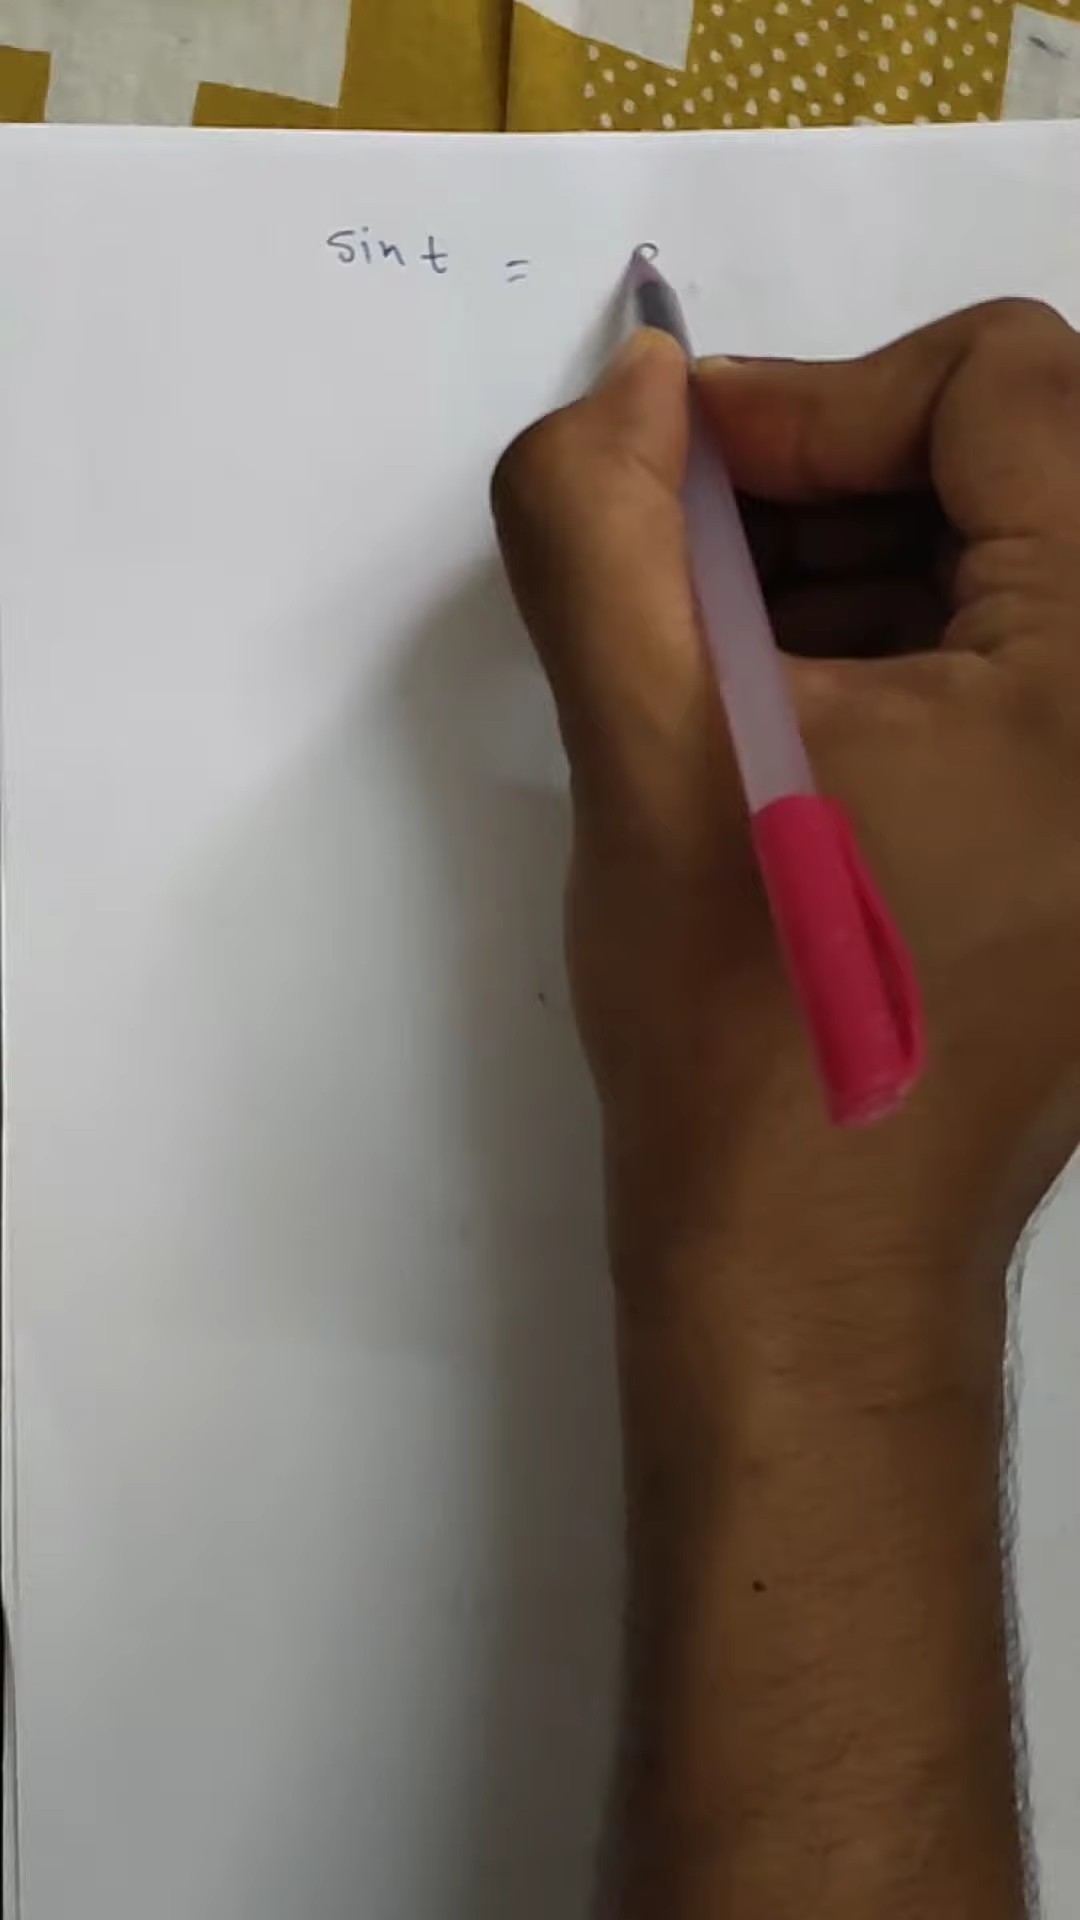 sin t =